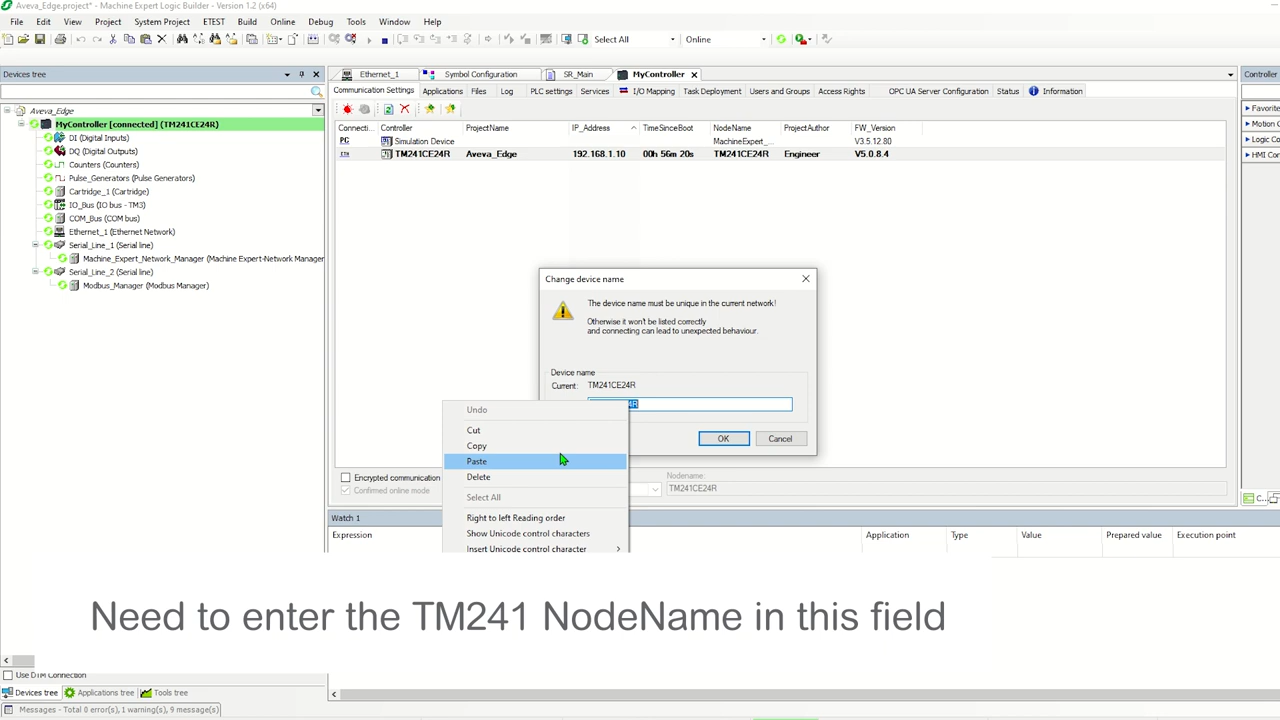 Aveva_Edge.project* - Machine Expert Logic Builder - Version 1.2 (x64)
File Edit View Project System Project ETEST Build Online Debug Tools Window Help
Select All Online
Devices tree
Ethernet_1 Symbol Configuration SR_Main MyController
Controller
Communication Settings Applications Files Log PLC settings Services I/O Mapping Task Deployment Users and Groups Access Rights OPC UA Server Configuration Status Information
Aveva_Edge
MyController [connected] (TM241CE24R)
DI (Digital Inputs)
DQ (Digital Outputs)
Counters (Counters)
Pulse_Generators (Pulse Generators)
Cartridge_1 (Cartridge)
IO_Bus (IO bus - TM3)
COM_Bus (COM bus)
Ethernet_1 (Ethernet Network)
Serial_Line_1 (Serial line)
Machine_Expert_Network_Manager (Machine Expert-Network Manager
Serial_Line_2 (Serial line)
Modbus_Manager (Modbus Manager)
Connecti... Controller ProjectName IP_Address TimeSinceBoot NodeName ProjectAuthor FW_Version
PC Simulation Device MachineExpert_... V3.5.12.80
TM241CE24R Aveva_Edge 192.168.1.10 00h 56m 20s TM241CE24R Engineer V5.0.8.4
Favorite
Motion C
Logic Co
HMI Con
Change device name
The device name must be unique in the current network!
Otherwise it won't be listed correctly
and connecting can lead to unexpected behaviour.
Device name
Current: TM241CE24R
4R
OK Cancel
Undo
Cut
Copy
Paste
Delete
Select All
Right to left Reading order
Show Unicode control characters
Insert Unicode control character
Encrypted communication
Confirmed online mode
Nodename:
TM241CE24R
C...
Watch 1
Expression Application Type Value Prepared value Execution point
Need to enter the TM241 NodeName in this field
Use DTM Connection
Devices tree Applications tree Tools tree
Messages - Total 0 error(s), 1 warning(s), 9 message(s)